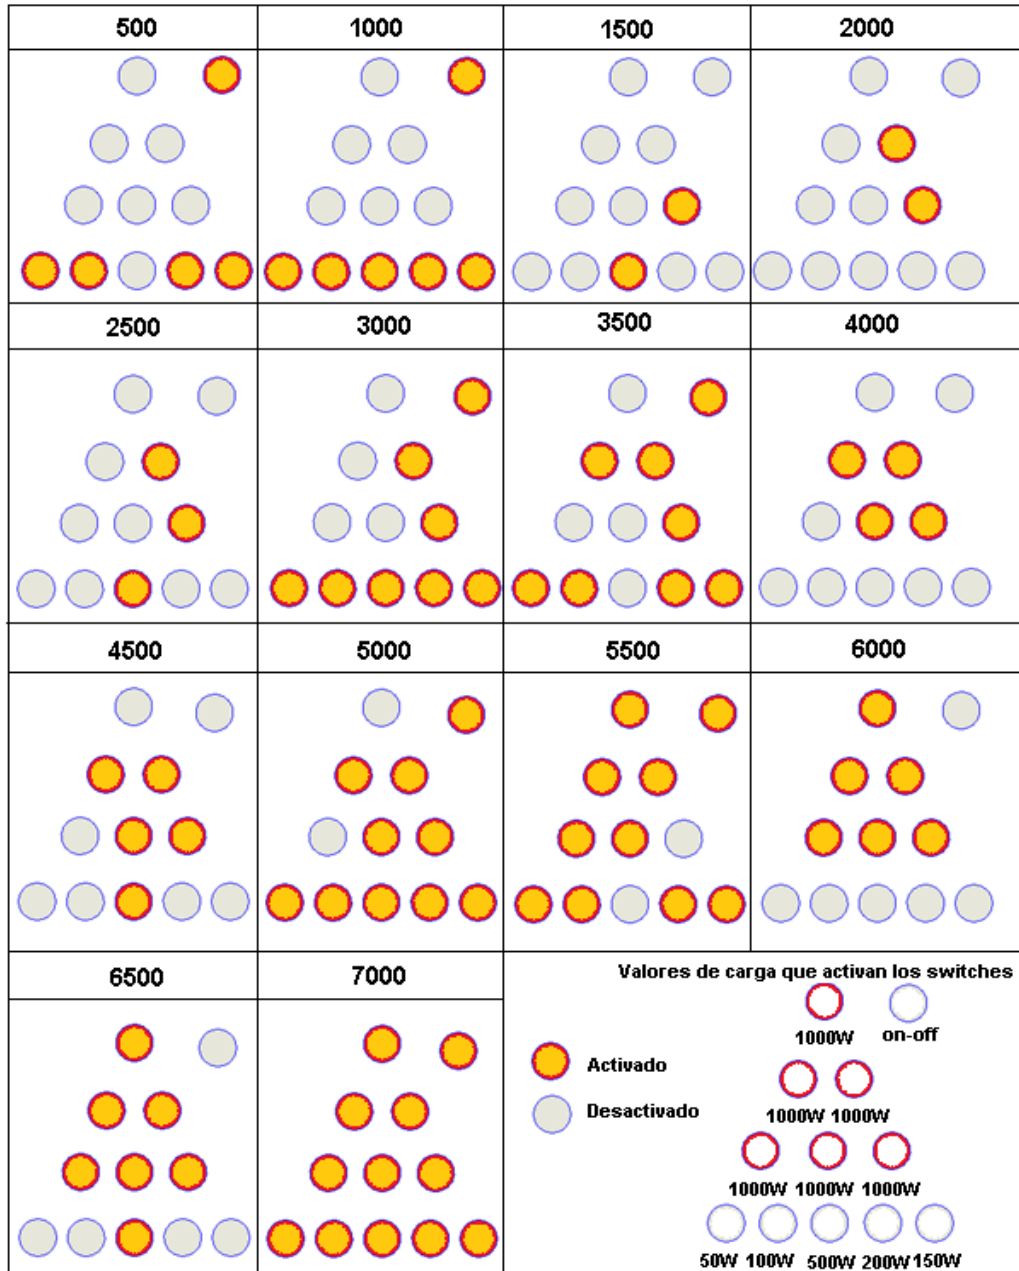 500 1000 1500 2000
2500 3000 3500 4000
4500 5000 5500 6000
6500 7000
Valores de carga que activan los switches
1000W on-off
Activado
1000W 1000W
Desactivado
1000W 1000W 1000W
50W 100W 500W 200W 150W